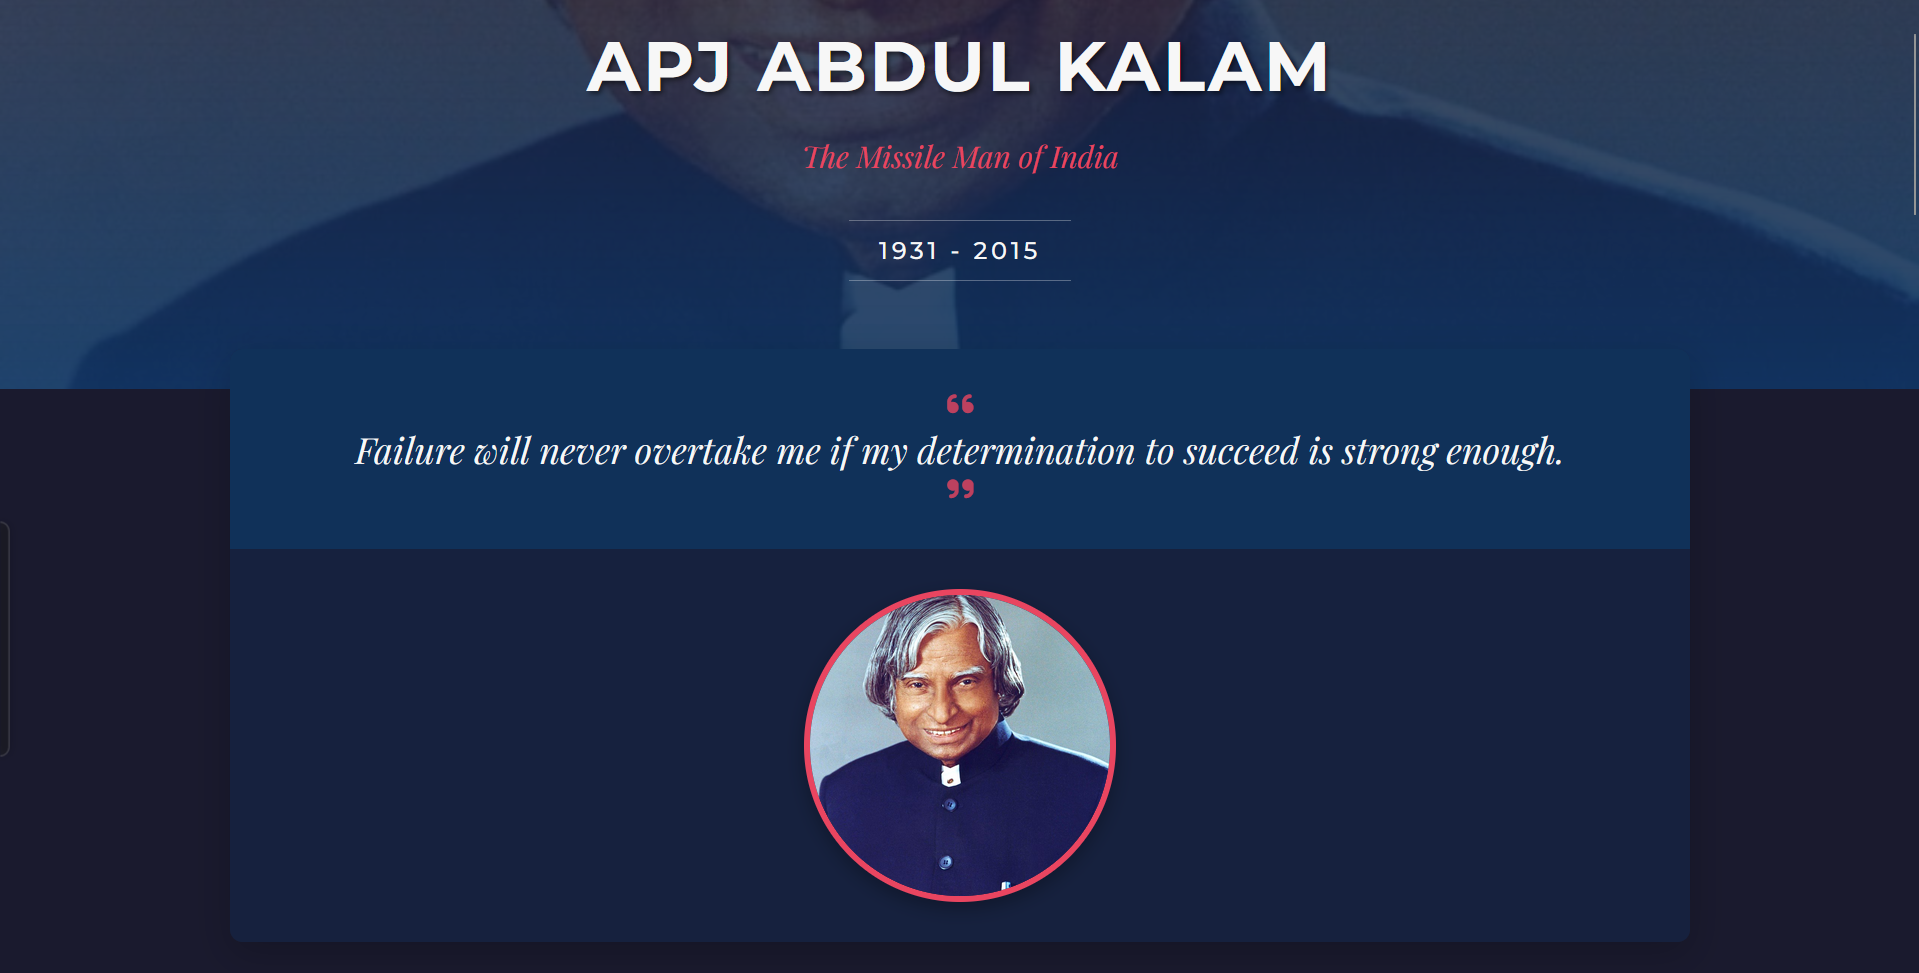 APJ ABDUL KALAM
The Missile Man of India
1931 - 2015
“
Failure will never overtake me if my determination to succeed is strong enough.
”